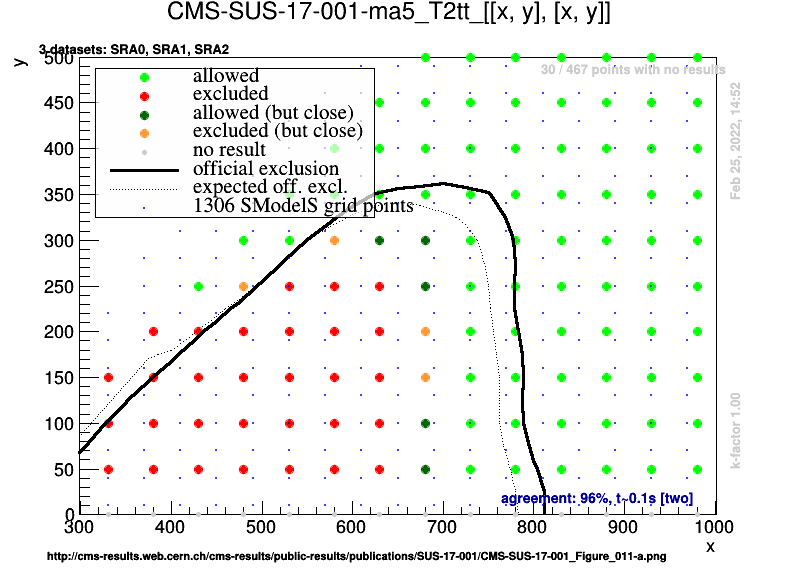 CMS-SUS-17-001-ma5_T2tt_[[x, y], [x, y]]
3 datasets: SRA0, SRA1, SRA2
30 / 467 points with no results
y
allowed
excluded
allowed (but close)
excluded (but close)
no result
official exclusion
expected off. excl.
1306 SModelS grid points
500
450
400
350
300
250
200
150
100
50
0
Feb 25, 2022, 14:52
k-factor 1.00
agreement: 96%, t~0.1s [two]
300 400 500 600 700 800 900 1000
x
http://cms-results.web.cern.ch/cms-results/public-results/publications/SUS-17-001/CMS-SUS-17-001_Figure_011-a.png